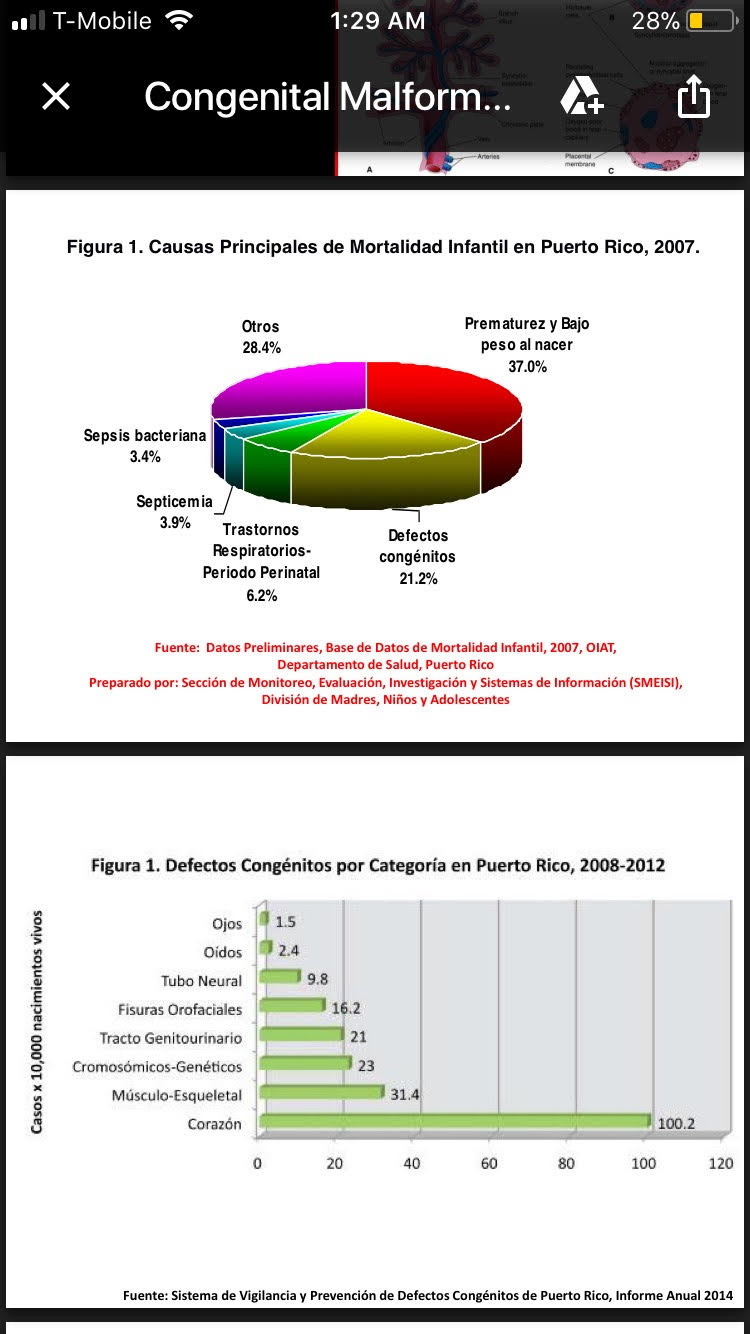 T-Mobile 1:29 AM 28%
Congenital Malform...
Arteries
Placental
membrane
A
C
Figura 1. Causas Principales de Mortalidad Infantil en Puerto Rico, 2007.
Otros
28.4%
Prematurez y Bajo
peso al nacer
37.0%
Sepsis bacteriana
3.4%
Septicemia
3.9%
Trastornos
Respiratorios-
Periodo Perinatal
6.2%
Defectos
congénitos
21.2%
Fuente: Datos Preliminares, Base de Datos de Mortalidad Infantil, 2007, OIAT,
Departamento de Salud, Puerto Rico
Preparado por: Sección de Monitoreo, Evaluación, Investigación y Sistemas de Información (SMEISI),
División de Madres, Niños y Adolescentes
Figura 1. Defectos Congénitos por Categoría en Puerto Rico, 2008-2012
Casos x 10,000 nacimientos vivos
Ojos 1.5
Oídos 2.4
Tubo Neural 9.8
Fisuras Orofaciales 16.2
Tracto Genitourinario 21
Cromosómicos-Genéticos 23
Músculo-Esqueletal 31.4
Corazón 100.2
0 20 40 60 80 100 120
Fuente: Sistema de Vigilancia y Prevención de Defectos Congénitos de Puerto Rico, Informe Anual 2014